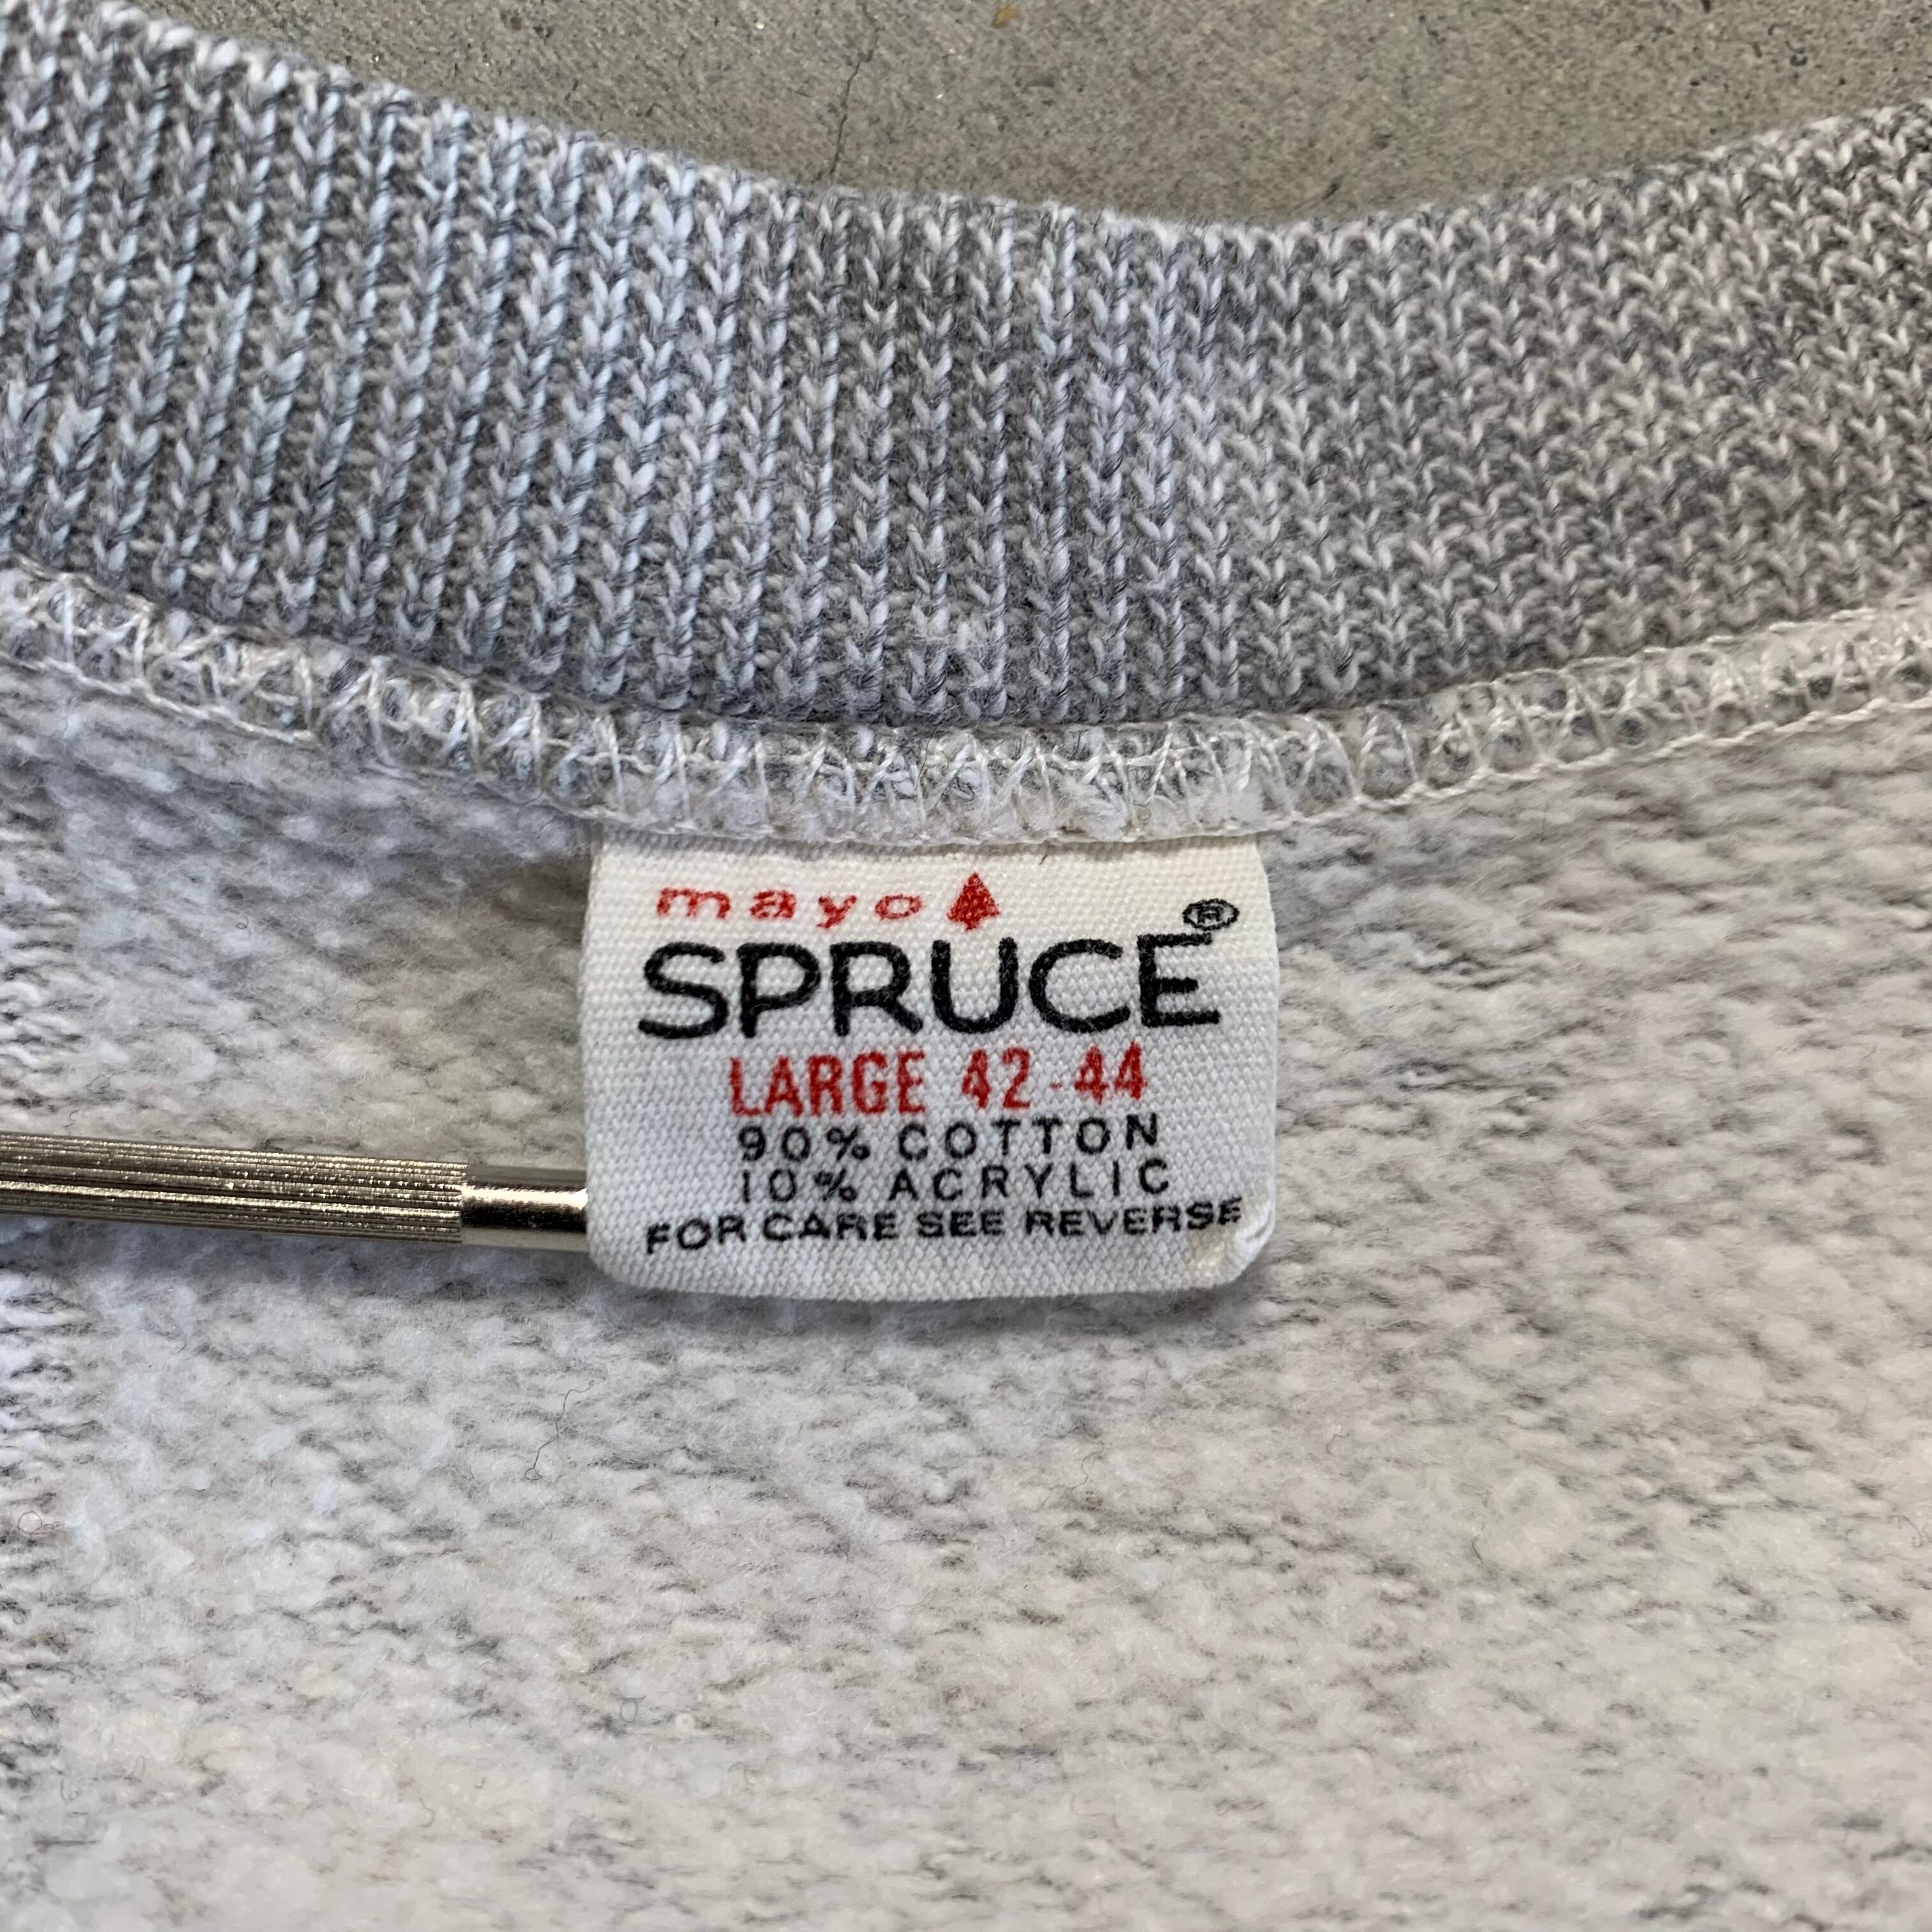 mayo
SPRUCE®
LARGE 42-44
90% COTTON
10% ACRYLIC
FOR CARE SEE REVERSE